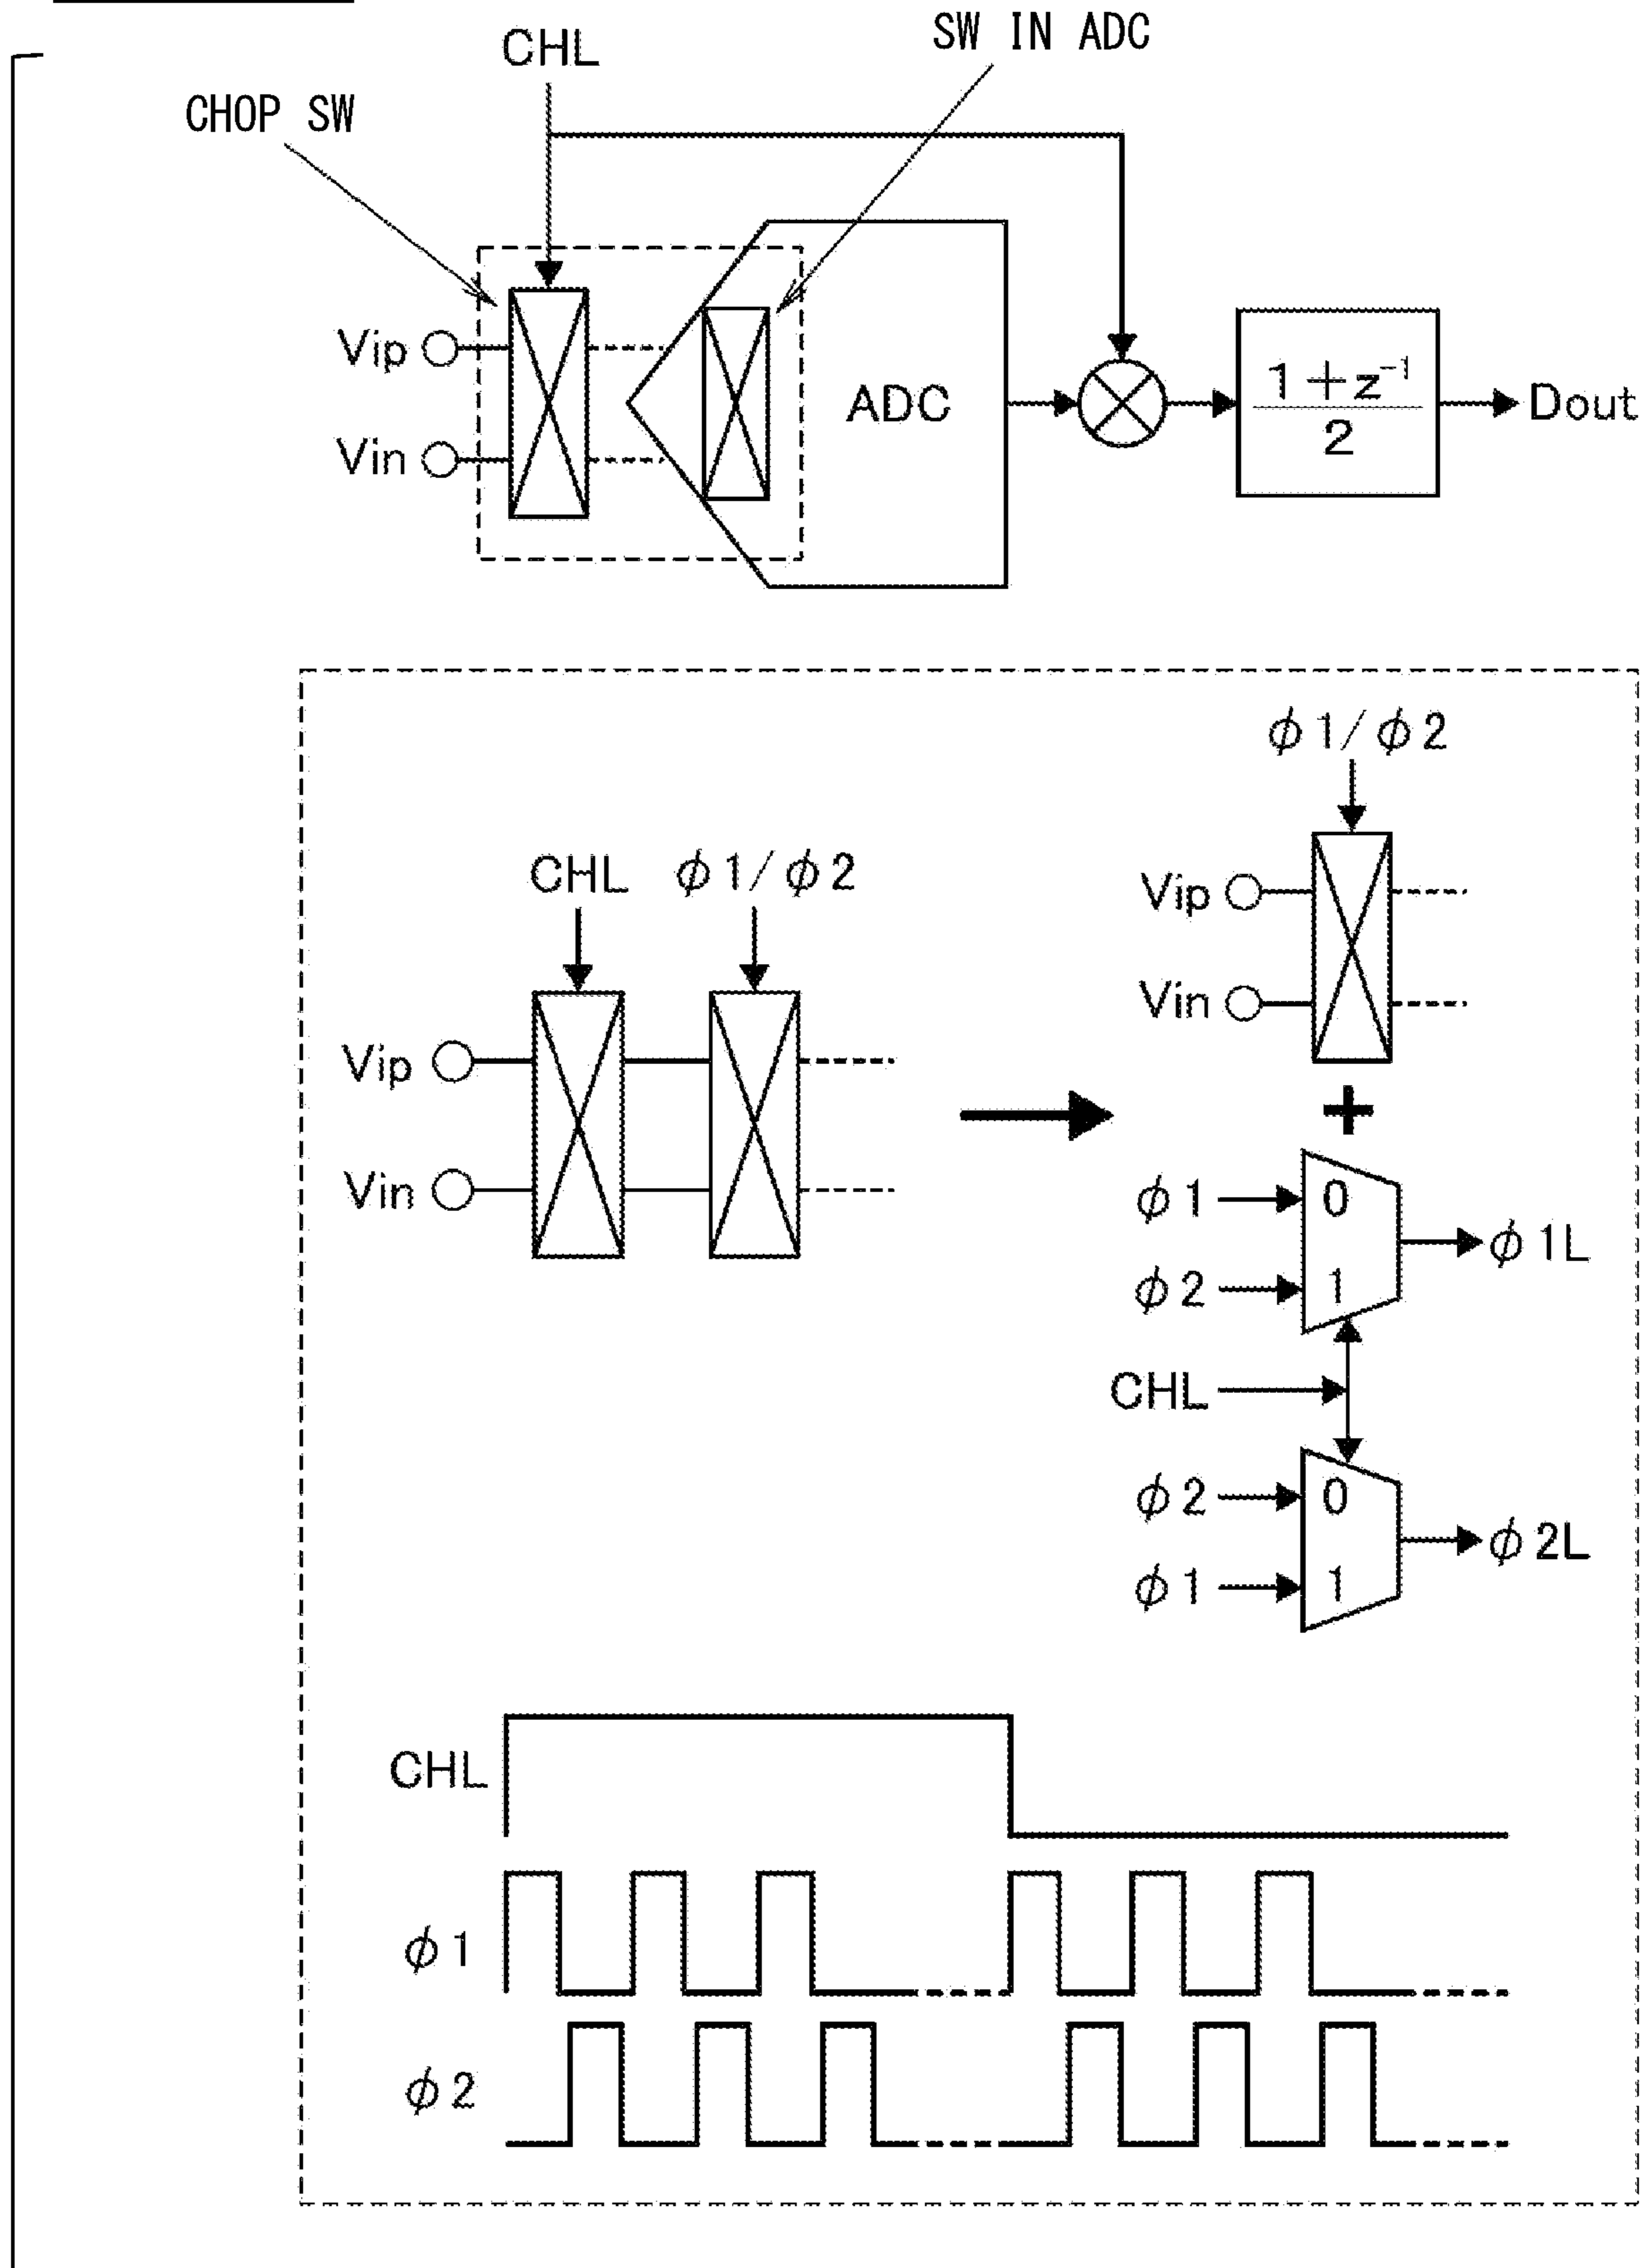 SW IN ADC
CHL
CHOP SW
Vip
Vin
ADC
1+z⁻¹
2
Dout
ϕ1/ϕ2
CHL ϕ1/ϕ2
Vip
Vin
Vip
Vin
+
ϕ1 0
ϕ1L
ϕ2 1
CHL
ϕ2 0
ϕ2L
ϕ1 1
CHL
ϕ1
ϕ2